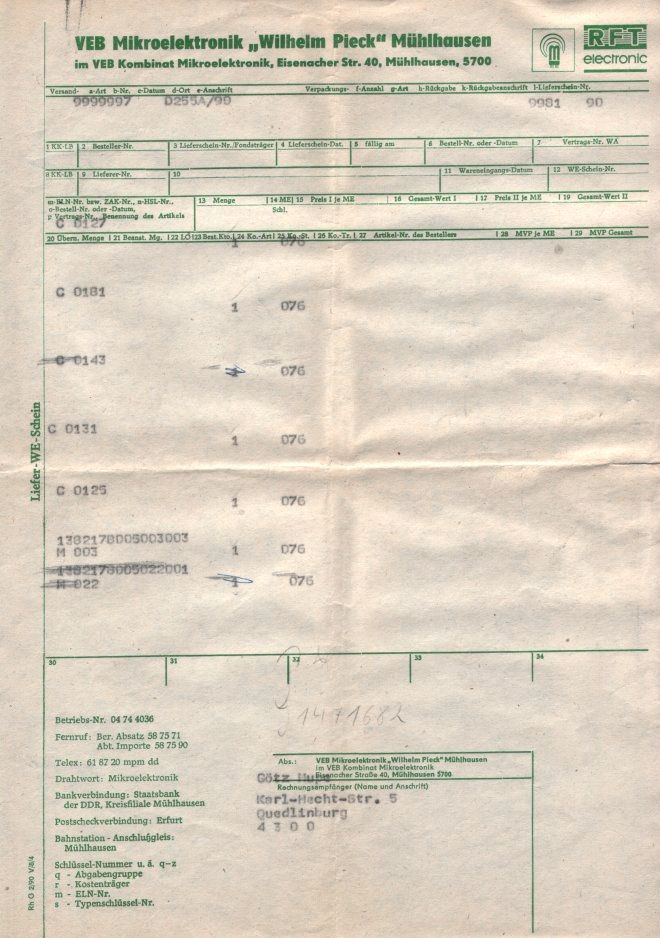 VEB Mikroelektronik „Wilhelm Pieck“ Mühlhausen
im VEB Kombinat Mikroelektronik, Eisenacher Str. 40, Mühlhausen, 5700
RFT
electronic
Versand- a-Art b-Nr. c-Datum d-Ort e-Anschrift Verpackungs- f-Anzahl g-Art h-Rückgabe k-Rückgabeanschrift l-Lieferschein-Nr.
9999997 D255A/90 9981 90
1 KK-LB 2 Besteller-Nr. 3 Lieferschein-Nr./Fondsträger 4 Lieferschein-Dat. 5 fällig am 6 Bestell-Nr. oder -Datum 7 Vertrags-Nr. WA
8 KK-LB 9 Lieferer-Nr. 10 11 Wareneingangs-Datum 12 WE-Schein-Nr.
m-ELN-Nr. bzw. ZAK-Nr., n-HSL-Nr., 13 Menge 14 ME 15 Preis I je ME 16 Gesamt-Wert I 17 Preis II je ME 19 Gesamt-Wert II
o-Bestell-Nr. oder -Datum, Schl.
p Vertrags-Nr., Benennung des Artikels
C 0127
20 Übern. Menge 21 Beanst. Mg. 22 LO 23 Best.Kto. 24 Ko.-Art 25 Ko.-St. 26 Ko.-Tr. 27 Artikel-Nr. des Bestellers 28 MVP je ME 29 MVP Gesamt
1 076
C 0181
1 076
C 0143
1 076
C 0131
1 076
C 0125
1 076
1382178005003003
M 003 1 076
1382178005022001
M 022 1 076
Liefer-WE-Schein
30 31 32 33 34
1471682
Betriebs-Nr. 04 74 4036
Fernruf: Ber. Absatz 58 75 71
Abt. Importe 58 75 90
Telex: 61 87 20 mpm dd
Drahtwort: Mikroelektronik
Bankverbindung: Staatsbank
der DDR, Kreisfiliale Mühlhausen
Postscheckverbindung: Erfurt
Bahnstation - Anschlußgleis:
Mühlhausen
Schlüssel-Nummer u. ä. q-z
q - Abgabengruppe
r - Kostenträger
m - ELN-Nr.
s - Typenschlüssel-Nr.
Abs.: VEB Mikroelektronik „Wilhelm Pieck“ Mühlhausen
im VEB Kombinat Mikroelektronik
Eisenacher Straße 40, Mühlhausen 5700
Götz
Rechnungsempfänger (Name und Anschrift)
Karl-Hecht-Str. 5
Quedlinburg
4300
Rh G 2/90 V/8/4